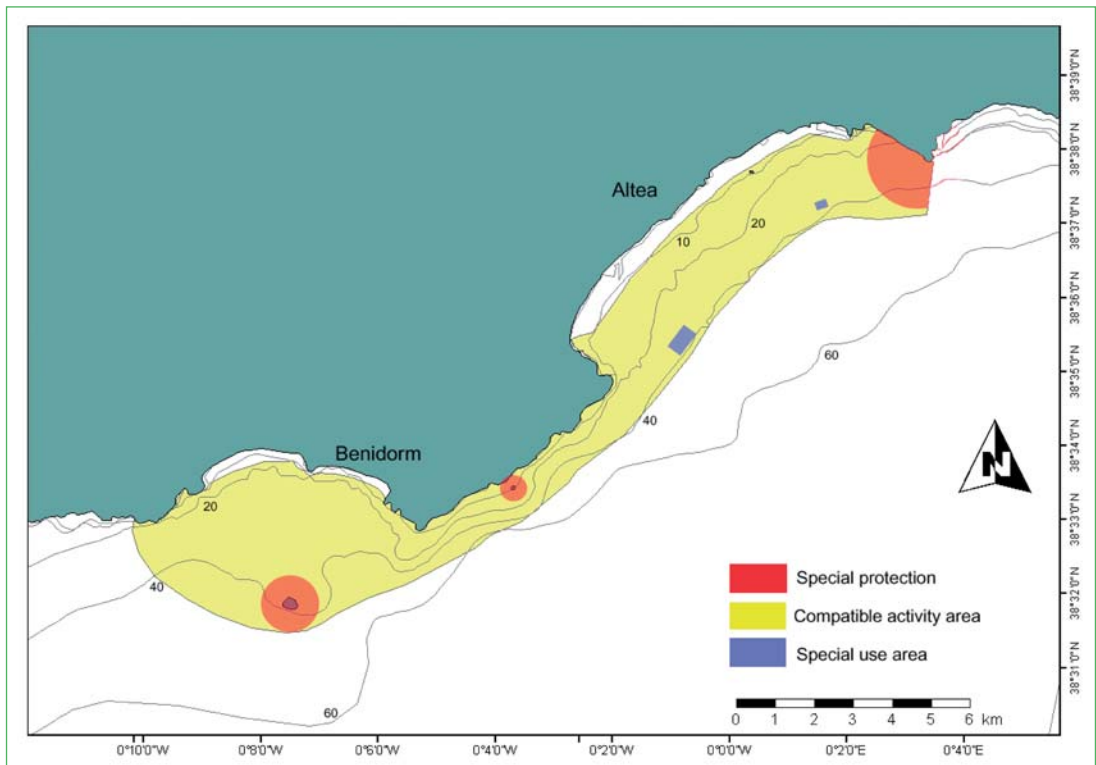 38°39'0"N
38°38'0"N
38°37'0"N
38°36'0"N
38°35'0"N
38°34'0"N
38°33'0"N
38°32'0"N
38°31'0"N
Altea
10
20
60
40
Benidorm
20
40
60
N
Special protection
Compatible activity area
Special use area
0 1 2 3 4 5 6 km
0°10'0"W 0°8'0"W 0°6'0"W 0°4'0"W 0°2'0"W 0°0'0"W 0°2'0"E 0°4'0"E